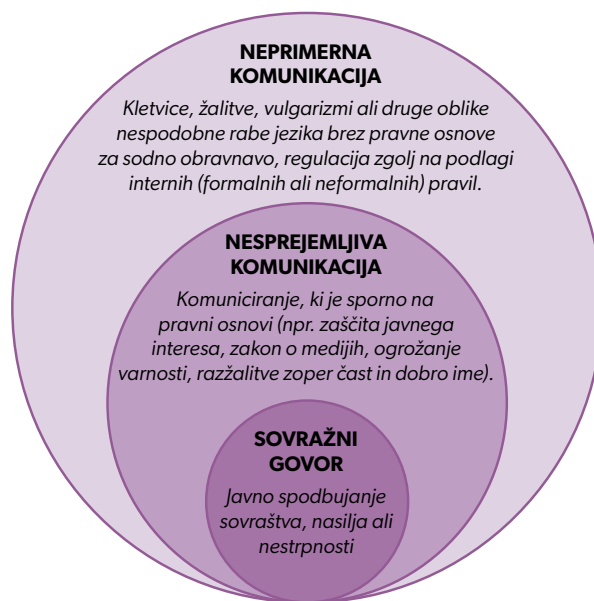 NEPRIMERNA
KOMUNIKACIJA
Kletvice, žalitve, vulgarizmi ali druge oblike
nespodobne rabe jezika brez pravne osnove
za sodno obravnavo, regulacija zgolj na podlagi
internih (formalnih ali neformalnih) pravil.
NESPREJEMLJIVA
KOMUNIKACIJA
Komuniciranje, ki je sporno na
pravni osnovi (npr. zaščita javnega
interesa, zakon o medijih, ogrožanje
varnosti, razžalitve zoper čast in dobro ime).
SOVRAŽNI
GOVOR
Javno spodbujanje
sovraštva, nasilja ali
nestrpnosti